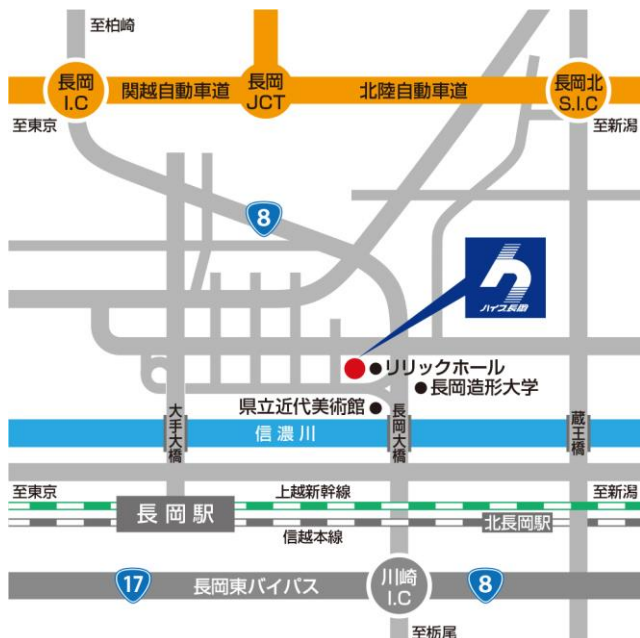 至柏崎
長岡
I.C
関越自動車道
長岡
JCT
北陸自動車道
長岡北
S.I.C
至東京
至新潟
8
ハイブ長岡
リリックホール
長岡造形大学
県立近代美術館
大手大橋
信濃川
長岡大橋
蔵王橋
至東京
上越新幹線
至新潟
長岡駅
北長岡駅
信越本線
17
長岡東バイパス
川崎
I.C
8
至栃尾